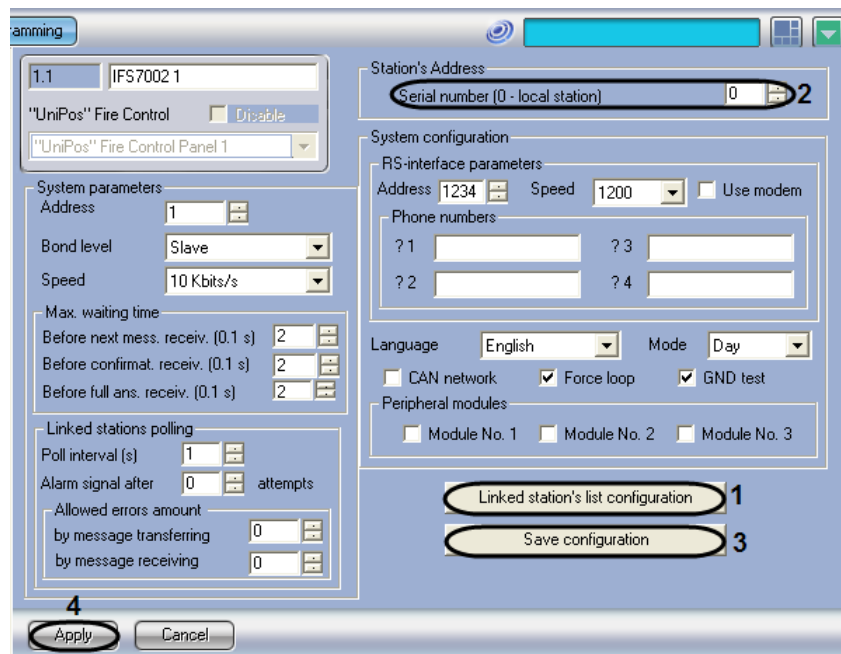 amming
1.1 IFS7002 1
"UniPos" Fire Control Disable
"UniPos" Fire Control Panel 1
System parameters
Address 1
Bond level Slave
Speed 10 Kbits/s
Max. waiting time
Before next mess. receiv. (0.1 s) 2
Before confirmat. receiv. (0.1 s) 2
Before full ans. receiv. (0.1 s) 2
Linked stations polling
Poll interval (s) 1
Alarm signal after 0 attempts
Allowed errors amount
by message transferring 0
by message receiving 0
Station's Address
Serial number (0 - local station) 0 2
System configuration
RS-interface parameters
Address 1234 Speed 1200 Use modem
Phone numbers
? 1 ? 3
? 2 ? 4
Language English Mode Day
CAN network Force loop GND test
Peripheral modules
Module No. 1 Module No. 2 Module No. 3
Linked station's list configuration 1
Save configuration 3
4
Apply Cancel